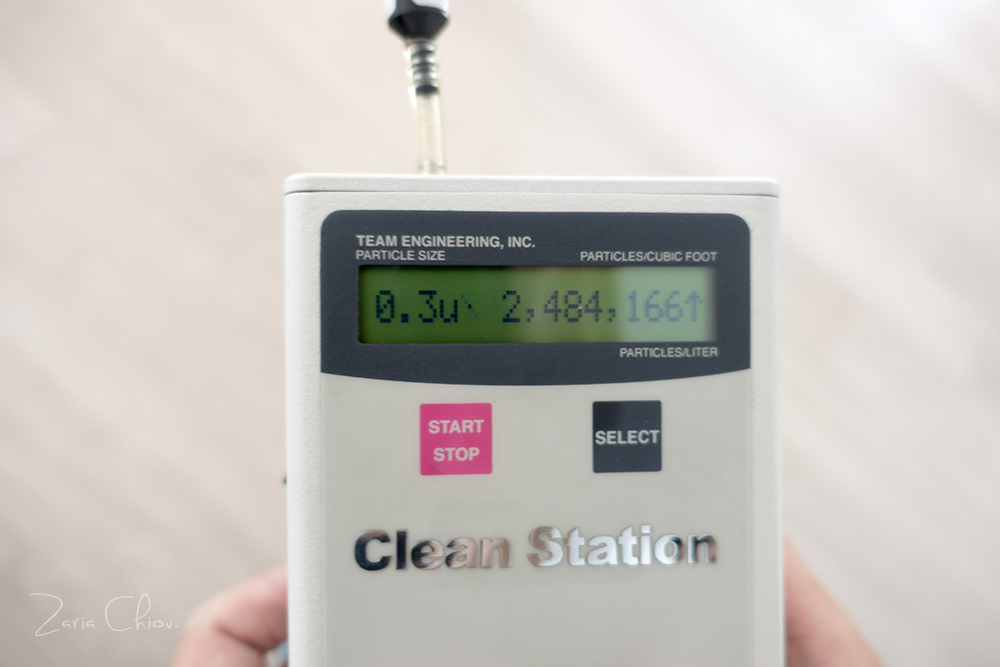 TEAM ENGINEERING, INC.
PARTICLE SIZE PARTICLES/CUBIC FOOT
0.3u 2,484,166↑
PARTICLES/LITER
START
STOP
SELECT
Clean Station
Zaria Chiou.